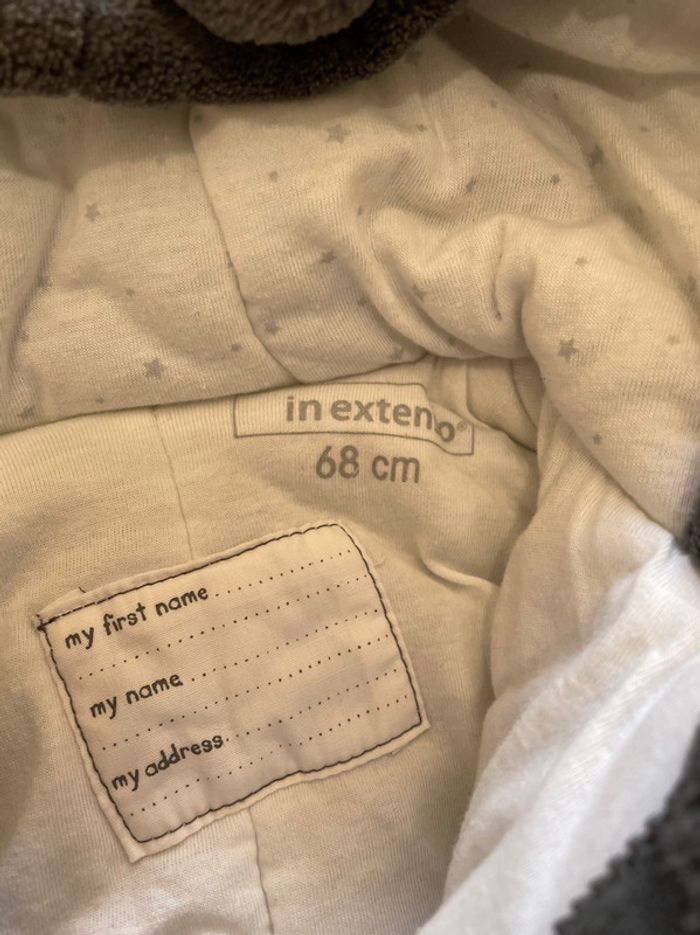 in extenso®
68 cm
my first name
my name
my address